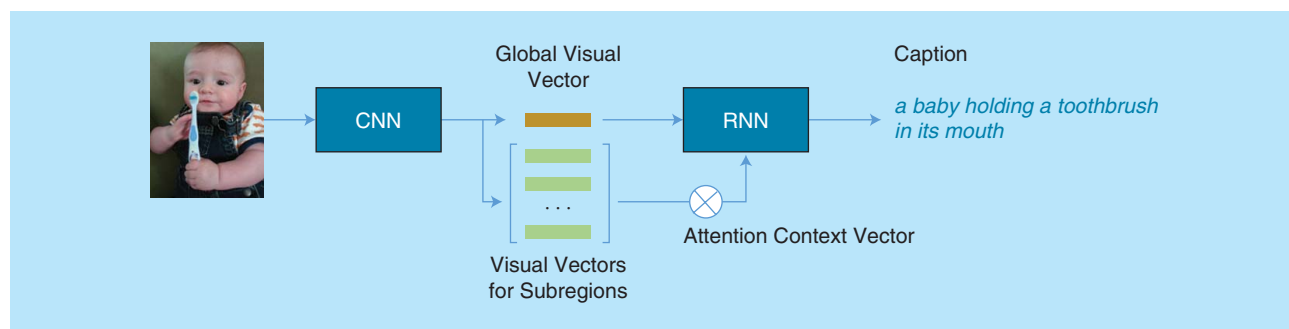 Global Visual
Vector
Caption
CNN
RNN
a baby holding a toothbrush
in its mouth
. . .
Attention Context Vector
Visual Vectors
for Subregions